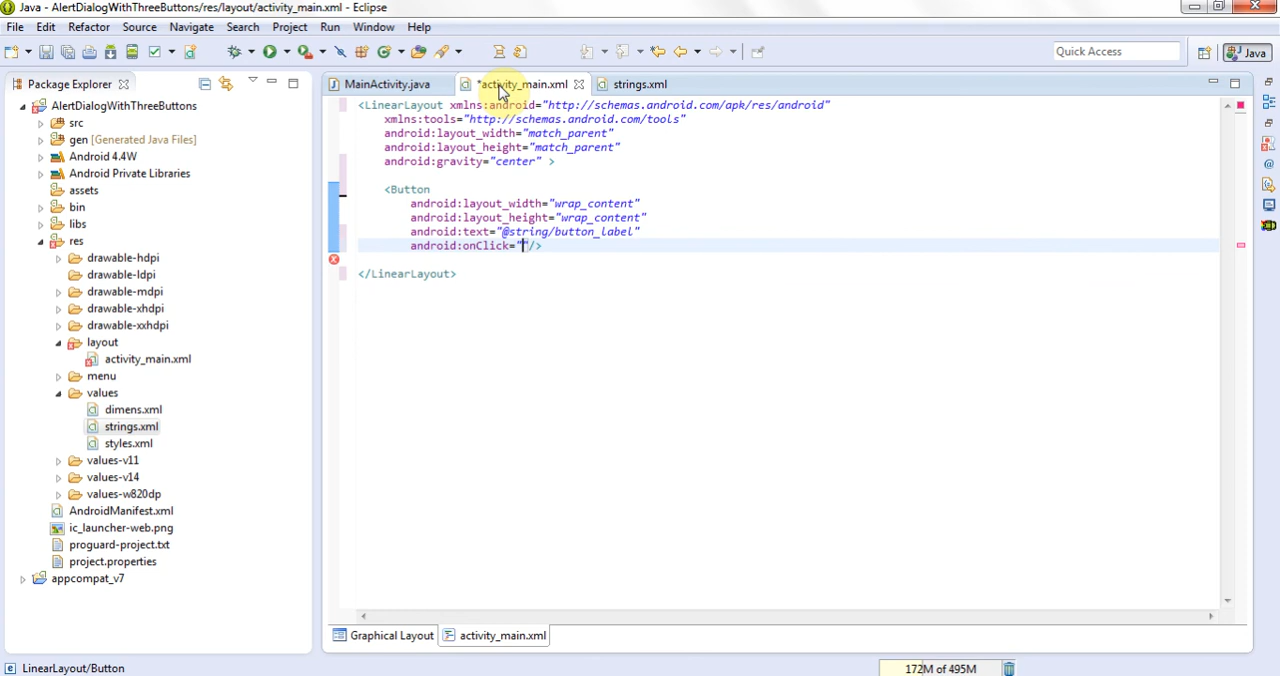 Java - AlertDialogWithThreeButtons/res/layout/activity_main.xml - Eclipse
File Edit Refactor Source Navigate Search Project Run Window Help
Quick Access
Java
Package Explorer
MainActivity.java
*activity_main.xml
strings.xml
AlertDialogWithThreeButtons
src
gen [Generated Java Files]
Android 4.4W
Android Private Libraries
assets
bin
libs
res
drawable-hdpi
drawable-ldpi
drawable-mdpi
drawable-xhdpi
drawable-xxhdpi
layout
activity_main.xml
menu
values
dimens.xml
strings.xml
styles.xml
values-v11
values-v14
values-w820dp
AndroidManifest.xml
ic_launcher-web.png
proguard-project.txt
project.properties
appcompat_v7
<LinearLayout xmlns:android="http://schemas.android.com/apk/res/android"
xmlns:tools="http://schemas.android.com/tools"
android:layout_width="match_parent"
android:layout_height="match_parent"
android:gravity="center" >
<Button
android:layout_width="wrap_content"
android:layout_height="wrap_content"
android:text="@string/button_label"
android:onClick=""/>
</LinearLayout>
Graphical Layout
activity_main.xml
LinearLayout/Button
172M of 495M